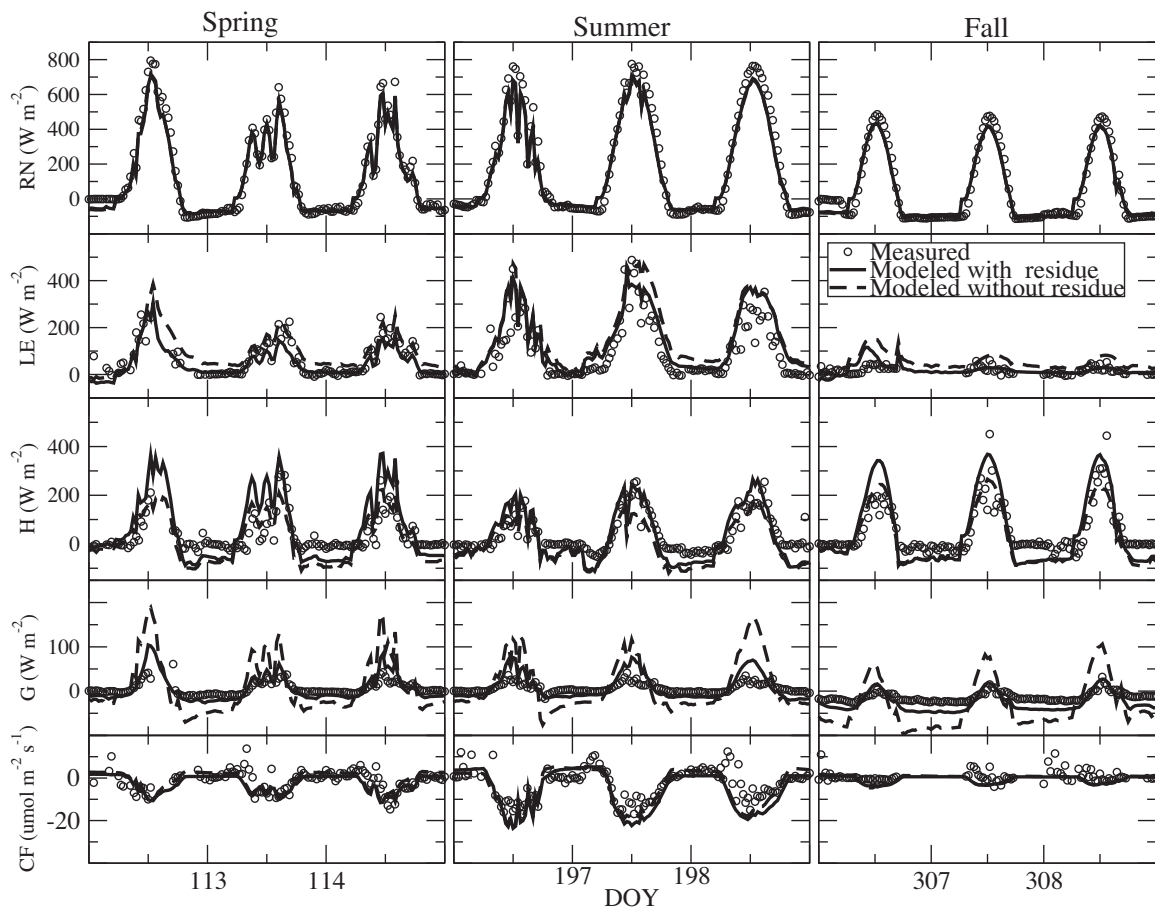 Spring Summer Fall
RN (W m⁻²)
800
600
400
200
0
LE (W m⁻²)
400
200
0
Measured
Modeled with residue
Modeled without residue
H (W m⁻²)
400
200
0
G (W m⁻²)
100
0
CF (umol m⁻² s⁻¹)
0
-20
113 114 197 198 307 308
DOY